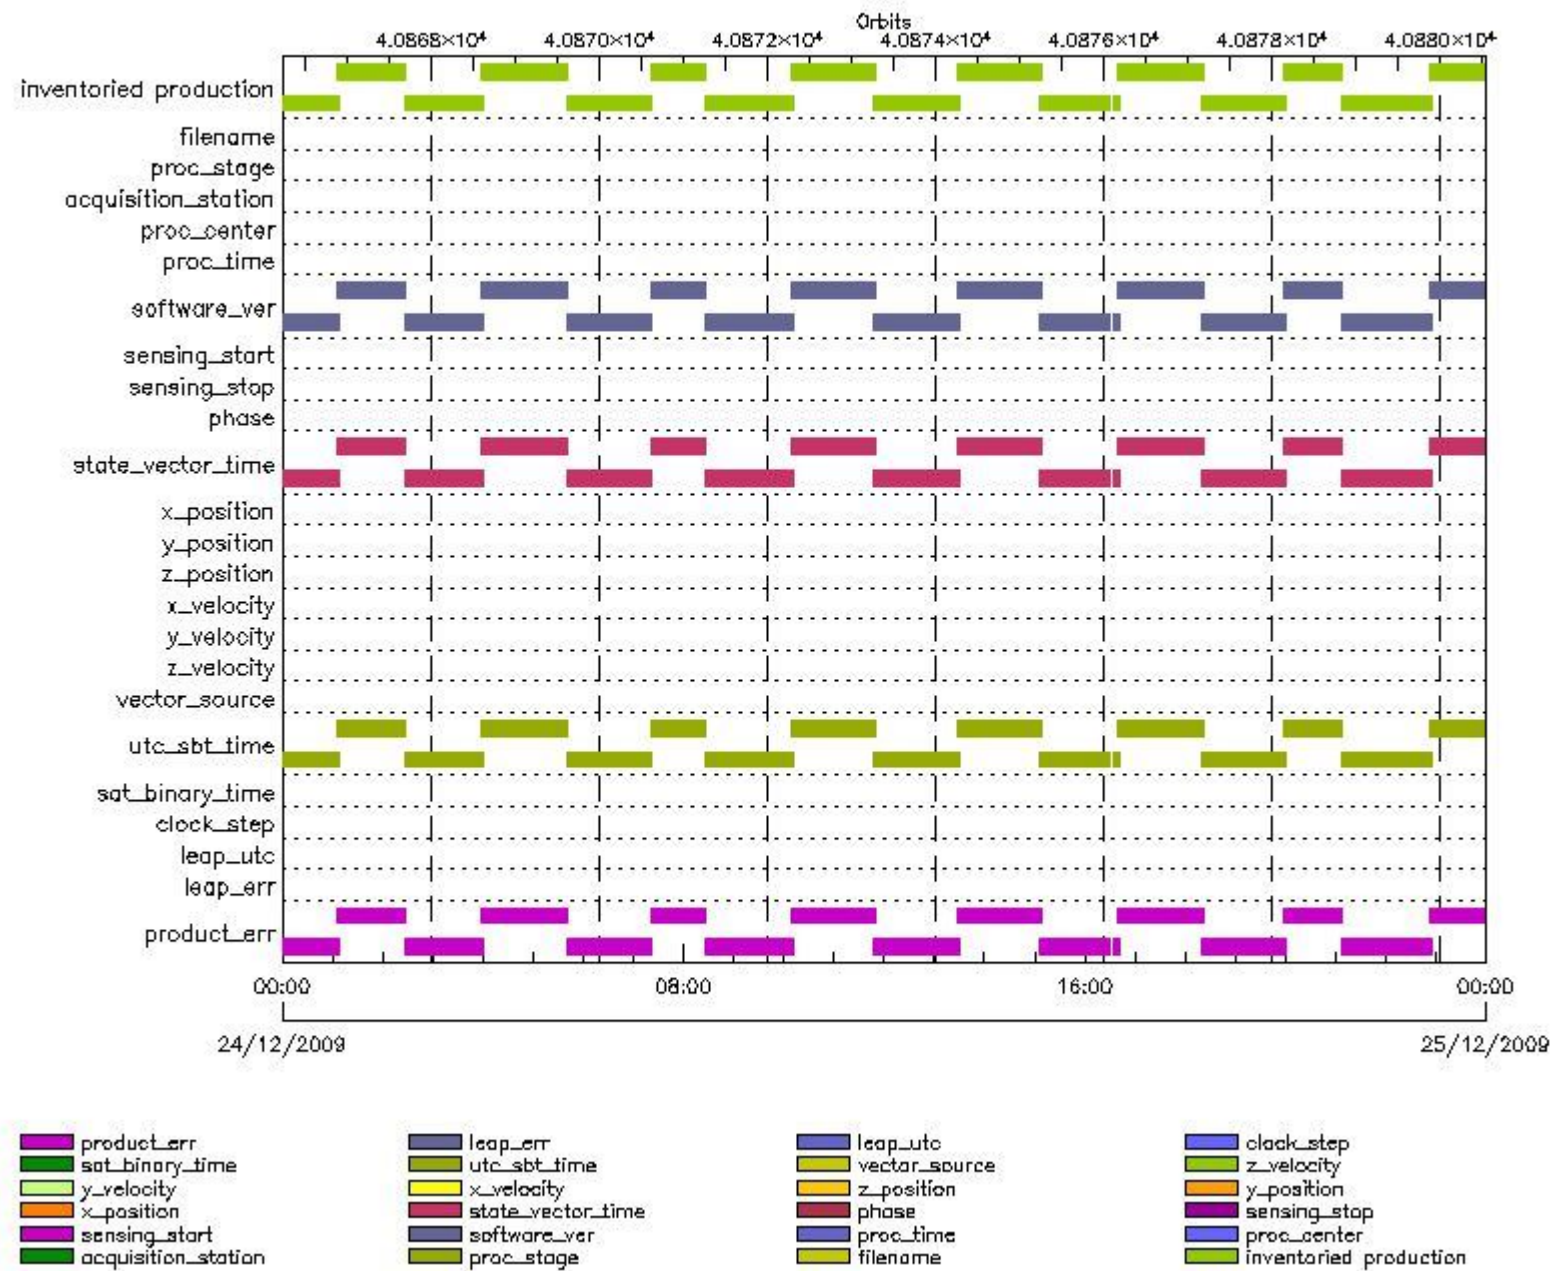 Orbits
4.0868×10⁴ 4.0870×10⁴ 4.0872×10⁴ 4.0874×10⁴ 4.0876×10⁴ 4.0878×10⁴ 4.0880×10⁴
inventoried production
filename
proc_stage
acquisition_station
proc_center
proc_time
software_ver
sensing_start
sensing_stop
phase
state_vector_time
x_position
y_position
z_position
x_velocity
y_velocity
z_velocity
vector_source
utc_sbt_time
sat_binary_time
clock_step
leap_utc
leap_err
product_err
00:00 08:00 16:00 00:00
24/12/2009 25/12/2009
product_err leap_err leap_utc clock_step
sat_binary_time utc_sbt_time vector_source z_velocity
y_velocity x_velocity z_position y_position
x_position state_vector_time phase sensing_stop
sensing_start software_ver proc_time proc_center
acquisition_station proc_stage filename inventoried production